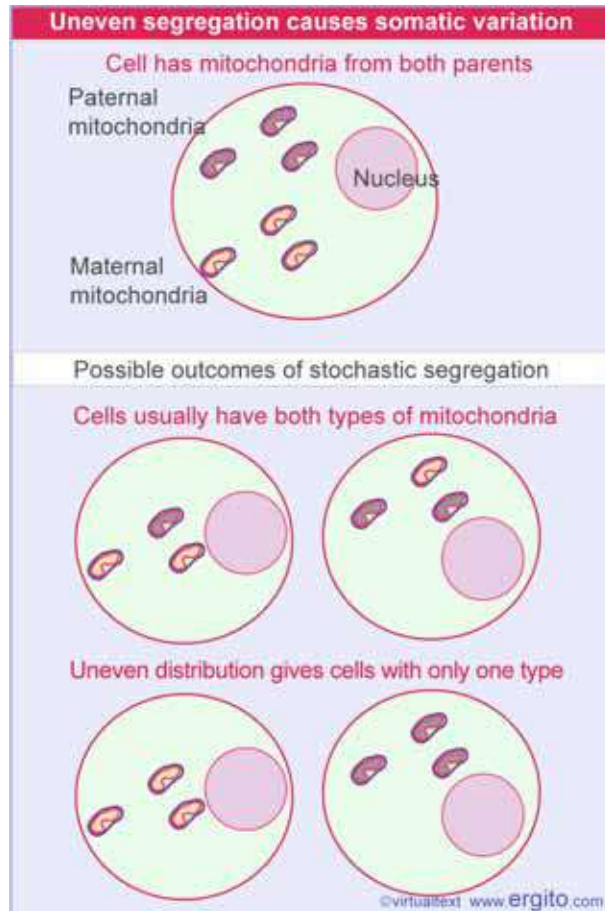 Uneven segregation causes somatic variation
Cell has mitochondria from both parents
Paternal
mitochondria
Nucleus
Maternal
mitochondria
Possible outcomes of stochastic segregation
Cells usually have both types of mitochondria
Uneven distribution gives cells with only one type
©virtualtext www.ergito.com